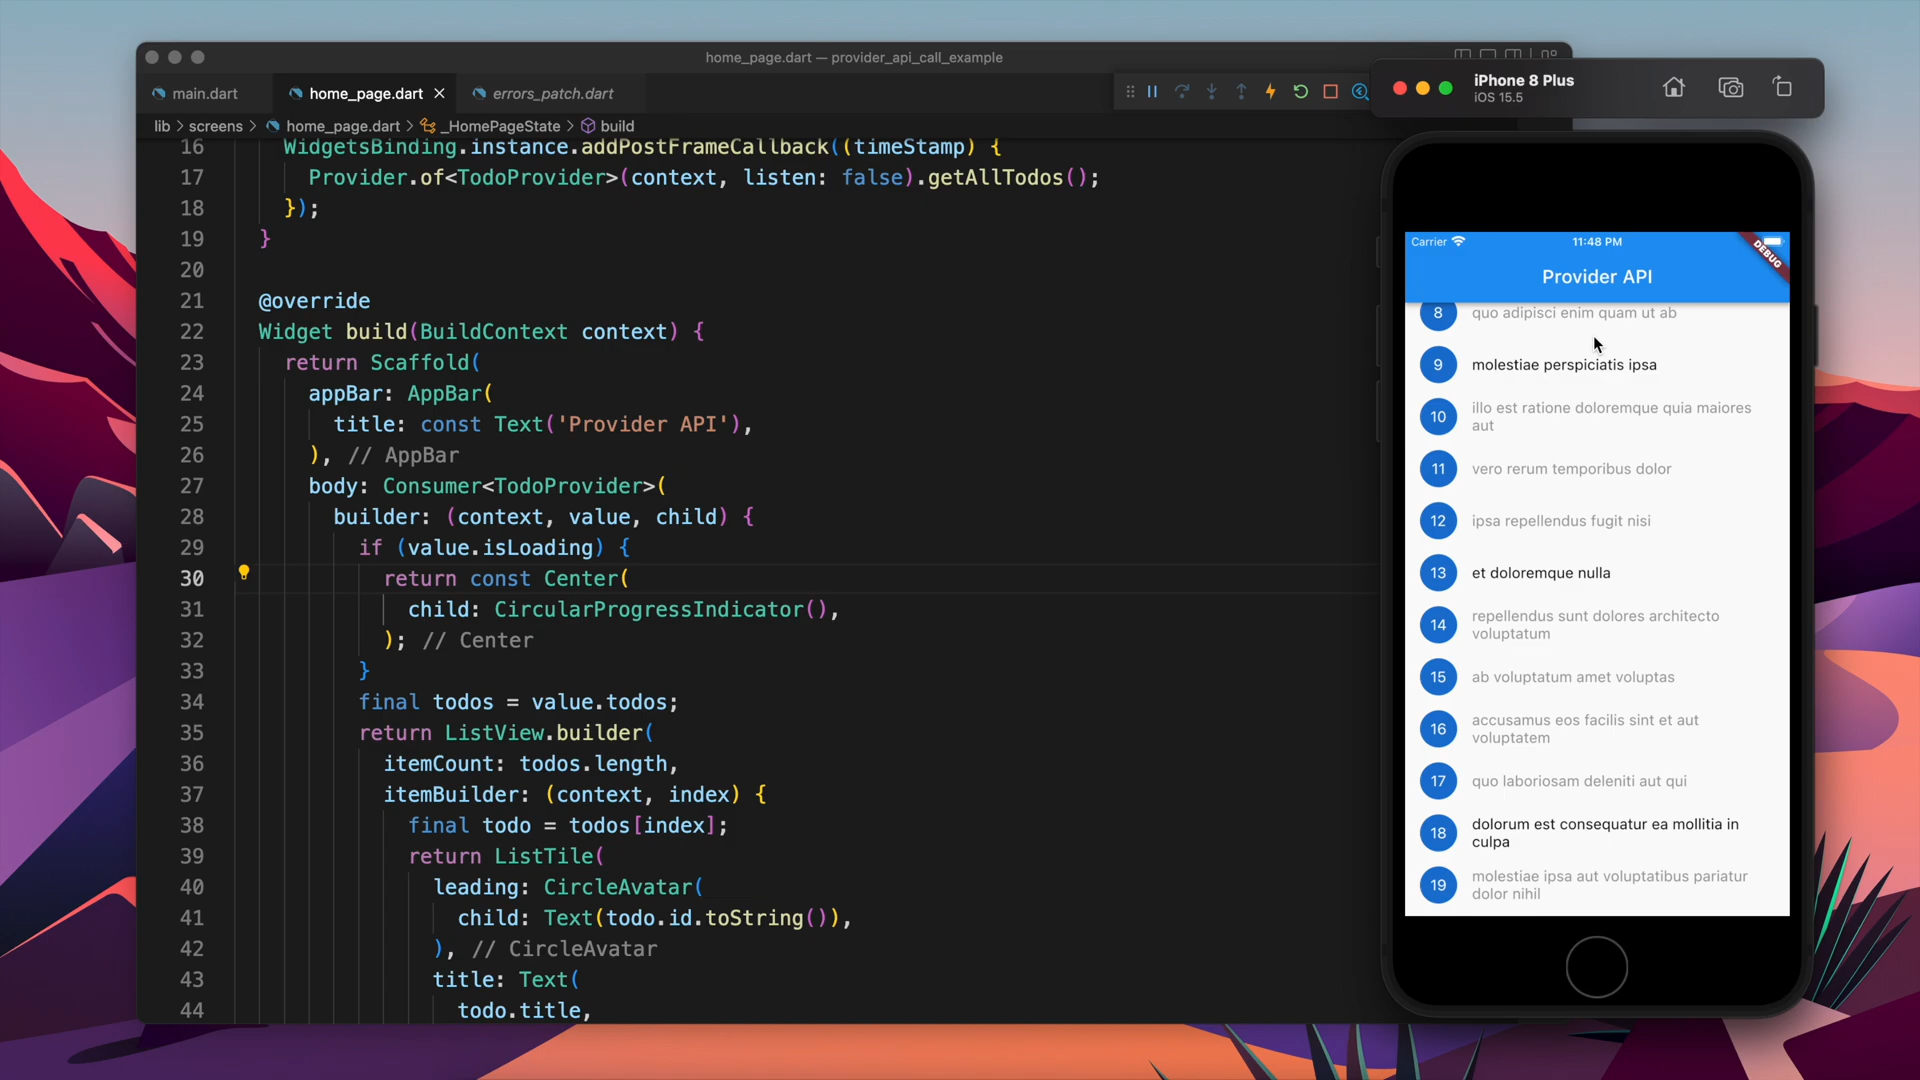 home_page.dart — provider_api_call_example
main.dart
home_page.dart
errors_patch.dart
lib > screens > home_page.dart > _HomePageState > build
16 WidgetsBinding.instance.addPostFrameCallback((timeStamp) {
17 Provider.of<TodoProvider>(context, listen: false).getAllTodos();
18 });
19 }
20
21 @override
22 Widget build(BuildContext context) {
23 return Scaffold(
24 appBar: AppBar(
25 title: const Text('Provider API'),
26 ), // AppBar
27 body: Consumer<TodoProvider>(
28 builder: (context, value, child) {
29 if (value.isLoading) {
30 return const Center(
31 child: CircularProgressIndicator(),
32 ); // Center
33 }
34 final todos = value.todos;
35 return ListView.builder(
36 itemCount: todos.length,
37 itemBuilder: (context, index) {
38 final todo = todos[index];
39 return ListTile(
40 leading: CircleAvatar(
41 child: Text(todo.id.toString()),
42 ), // CircleAvatar
43 title: Text(
44 todo.title,
iPhone 8 Plus
iOS 15.5
Carrier 11:48 PM
DEBUG
Provider API
8 quo adipisci enim quam ut ab
9 molestiae perspiciatis ipsa
10 illo est ratione doloremque quia maiores
aut
11 vero rerum temporibus dolor
12 ipsa repellendus fugit nisi
13 et doloremque nulla
14 repellendus sunt dolores architecto
voluptatum
15 ab voluptatum amet voluptas
16 accusamus eos facilis sint et aut
voluptatem
17 quo laboriosam deleniti aut qui
18 dolorum est consequatur ea mollitia in
culpa
19 molestiae ipsa aut voluptatibus pariatur
dolor nihil